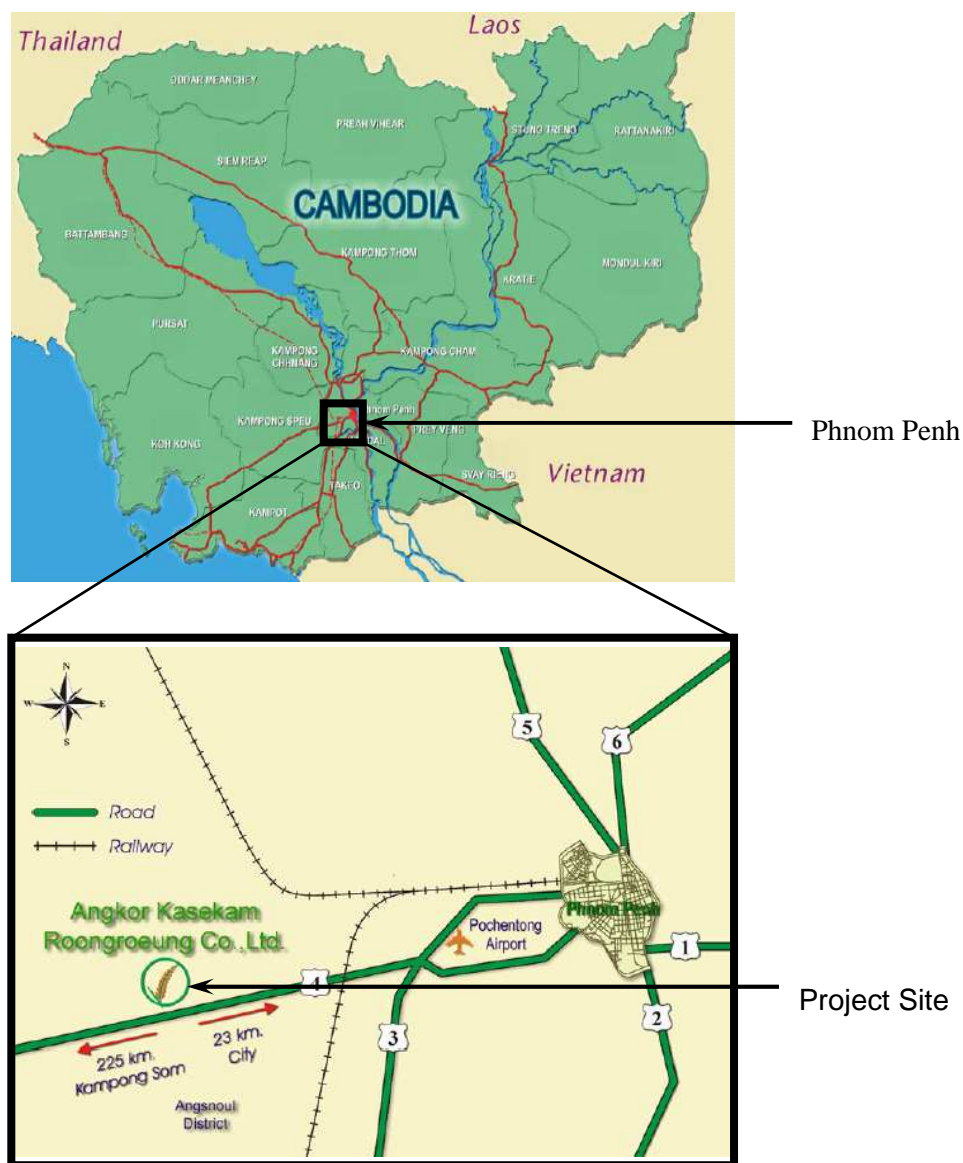 Thailand
Laos
ODDAR MEANCHEY
PREAH VIHEAR
STUNG TRENG
RATTANAKIRI
SIEM REAP
CAMBODIA
BATTAMBANG
KAMPONG THOM
MONDUL KIRI
KRATIE
PURSAT
KAMPONG
CHHNANG
KAMPONG CHAM
KAMPONG SPEU
Phnom Penh
PREY VENG
Phnom Penh
KOH KONG
DAL
SVAY RIENG
Vietnam
TAKEO
KAMPOT
N
W
E
S
5
6
Road
Railway
Angkor Kasekam
Roongroeung Co.,Ltd.
Phnom Penh
Pochentong
Airport
1
4
Project Site
2
3
23 km.
City
225 km.
Kampong Som
Angsnoul
District